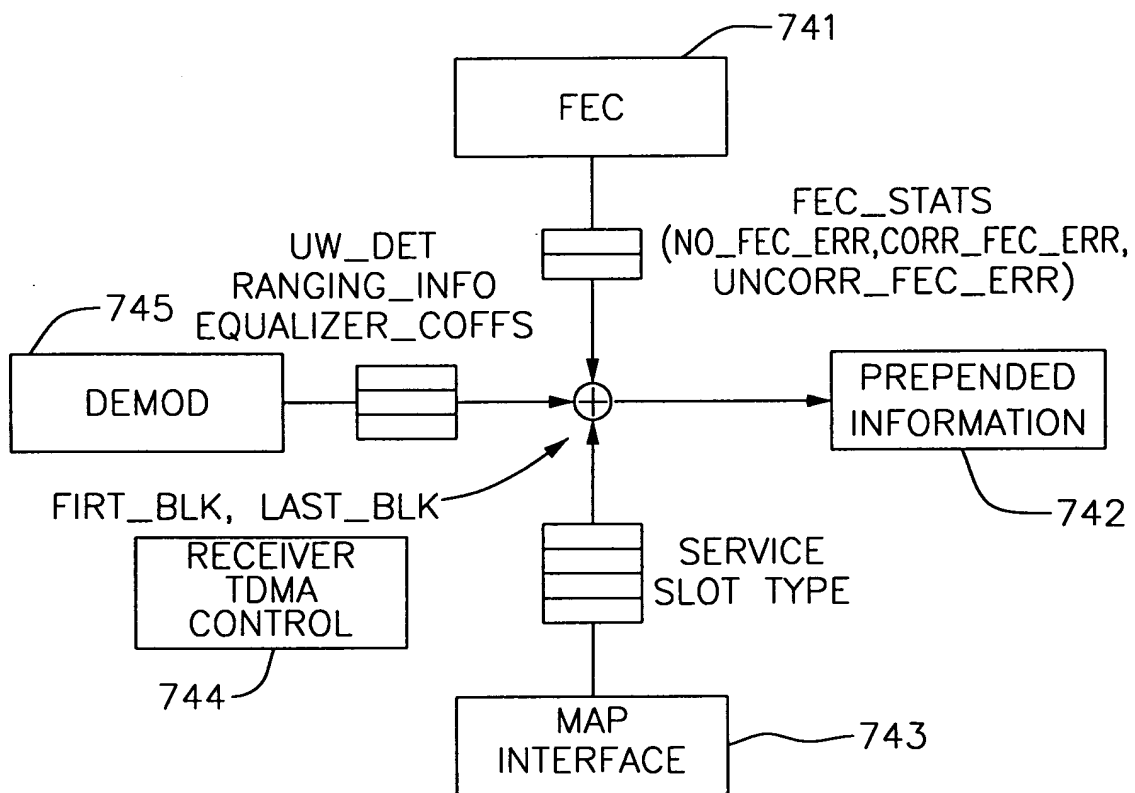 741
FEC
FEC_STATS
(NO_FEC_ERR,CORR_FEC_ERR,
UNCORR_FEC_ERR)
UW_DET
RANGING_INFO
EQUALIZER_COFFS
745
DEMOD
PREPENDED
INFORMATION
742
FIRT_BLK, LAST_BLK
RECEIVER
TDMA
CONTROL
744
SERVICE
SLOT TYPE
MAP
INTERFACE
743